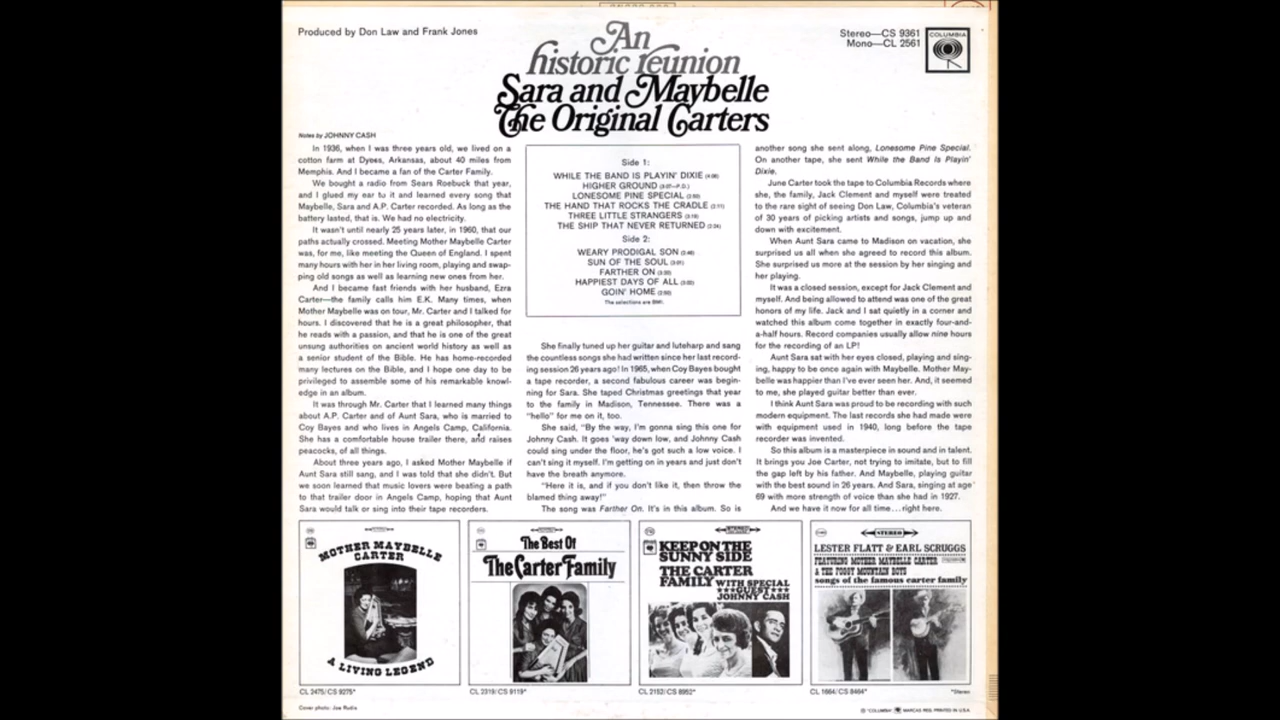 Produced by Don Law and Frank Jones
An
historic reunion
Sara and Maybelle
The Original Carters
Stereo—CS 9361
Mono—CL 2561
COLUMBIA
Notes by JOHNNY CASH
In 1936, when I was three years old, we lived on a
cotton farm at Dyess, Arkansas, about 40 miles from
Memphis. And I became a fan of the Carter Family.
We bought a radio from Sears Roebuck that year,
and I glued my ear to it and learned every song that
Maybelle, Sara and A.P. Carter recorded. As long as the
battery lasted, that is. We had no electricity.
It wasn't until nearly 25 years later, in 1960, that our
paths actually crossed. Meeting Mother Maybelle Carter
was, for me, like meeting the Queen of England. I spent
many hours with her in her living room, playing and swap-
ping old songs as well as learning new ones from her.
And I became fast friends with her husband, Ezra
Carter—the family calls him E.K. Many times, when
Mother Maybelle was on tour, Mr. Carter and I talked for
hours. I discovered that he is a great philosopher, that
he reads with a passion, and that he is one of the great
unsung authorities on ancient world history as well as
a senior student of the Bible. He has home-recorded
many lectures on the Bible, and I hope one day to be
privileged to assemble some of his remarkable knowl-
edge in an album.
It was through Mr. Carter that I learned many things
about A.P. Carter and of Aunt Sara, who is married to
Coy Bayes and who lives in Angels Camp, California.
She has a comfortable house trailer there, and raises
peacocks, of all things.
About three years ago, I asked Mother Maybelle if
Aunt Sara still sang, and I was told that she didn't. But
we soon learned that music lovers were beating a path
to that trailer door in Angels Camp, hoping that Aunt
Sara would talk or sing into their tape recorders.
Side 1:
WHILE THE BAND IS PLAYIN' DIXIE (4:06)
HIGHER GROUND (3:07—P.D.)
LONESOME PINE SPECIAL
THE HAND THAT ROCKS THE CRADLE (3:11)
THREE LITTLE STRANGERS (3:19)
THE SHIP THAT NEVER RETURNED (2:34)
Side 2:
WEARY PRODIGAL SON (2:46)
SUN OF THE SOUL (3:01)
FARTHER ON
HAPPIEST DAYS OF ALL
GOIN' HOME
The selections are BMI.
She finally tuned up her guitar and luteharp and sang
the countless songs she had written since her last record-
ing session 26 years ago! In 1965, when Coy Bayes bought
a tape recorder, a second fabulous career was begin-
ning for Sara. She taped Christmas greetings that year
to the family in Madison, Tennessee. There was a
"hello" for me on it, too.
She said, "By the way, I'm gonna sing this one for
Johnny Cash. It goes 'way down low, and Johnny Cash
could sing under the floor, he's got such a low voice. I
can't sing it myself. I'm getting on in years and just don't
have the breath anymore.
"Here it is, and if you don't like it, then throw the
blamed thing away!"
The song was Farther On. It's in this album. So is
another song she sent along, Lonesome Pine Special.
On another tape, she sent While the Band Is Playin'
Dixie.
June Carter took the tape to Columbia Records where
she, the family, Jack Clement and myself were treated
to the rare sight of seeing Don Law, Columbia's veteran
of 30 years of picking artists and songs, jump up and
down with excitement.
When Aunt Sara came to Madison on vacation, she
surprised us all when she agreed to record this album.
She surprised us more at the session by her singing and
her playing.
It was a closed session, except for Jack Clement and
myself. And being allowed to attend was one of the great
honors of my life. Jack and I sat quietly in a corner and
watched this album come together in exactly four-and-
a-half hours. Record companies usually allow nine hours
for the recording of an LP!
Aunt Sara sat with her eyes closed, playing and sing-
ing, happy to be once again with Maybelle. Mother May-
belle was happier than I've ever seen her. And, it seemed
to me, she played guitar better than ever.
I think Aunt Sara was proud to be recording with such
modern equipment. The last records she had made were
with equipment used in 1940, long before the tape
recorder was invented.
So this album is a masterpiece in sound and in talent.
It brings you Joe Carter, not trying to imitate, but to fill
the gap left by his father. And Maybelle, playing guitar
with the best sound in 26 years. And Sara, singing at age
69 with more strength of voice than she had in 1927.
And we have it now for all time...right here.
MOTHER MAYBELLE
CARTER
A LIVING LEGEND
CL 2475/CS 9275*
The Best Of
The Carter Family
CL 2319/CS 9119*
STEREO
KEEP ON THE
SUNNY SIDE
THE CARTER
FAMILY WITH SPECIAL
GUEST
JOHNNY CASH
CL 2152/CS 8952*
STEREO
LESTER FLATT & EARL SCRUGGS
FEATURING MOTHER MAYBELLE CARTER
& THE FOGGY MOUNTAIN BOYS
songs of the famous carter family
CL 1664/CS 8464*
*Stereo
Cover photo: Joe Rudis
© "COLUMBIA" MARCAS REG. PRINTED IN U.S.A.